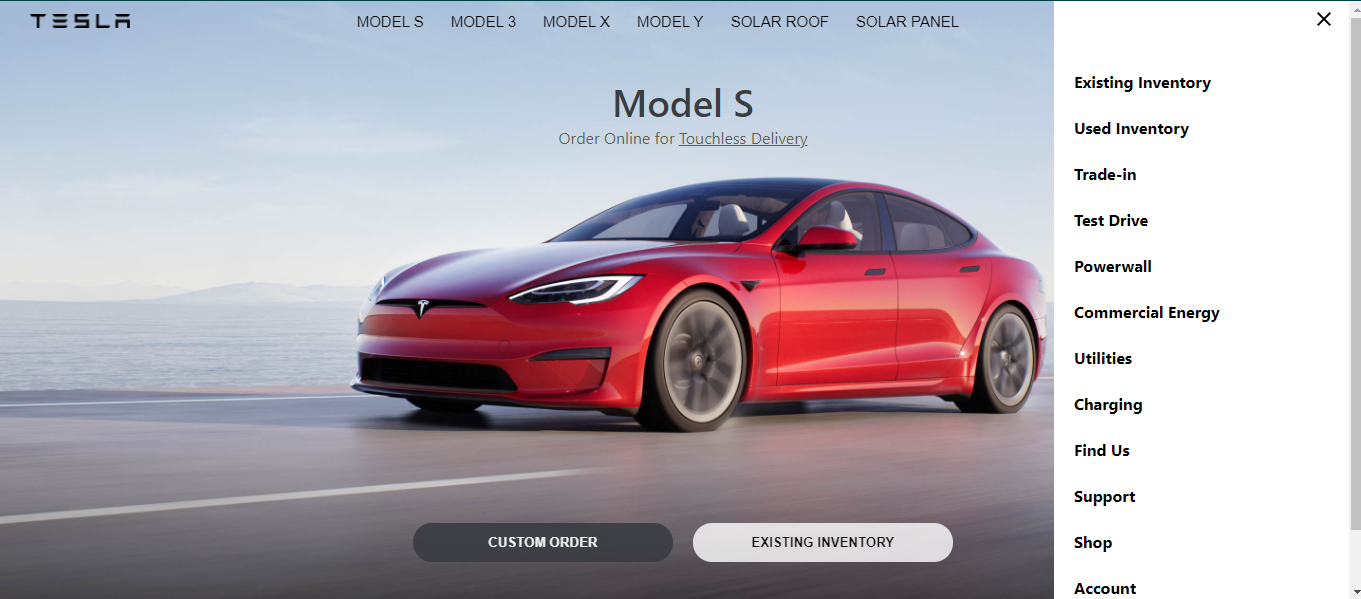 TESLA
MODEL S MODEL 3 MODEL X MODEL Y SOLAR ROOF SOLAR PANEL
Model S
Order Online for Touchless Delivery
CUSTOM ORDER
EXISTING INVENTORY
Existing Inventory
Used Inventory
Trade-in
Test Drive
Powerwall
Commercial Energy
Utilities
Charging
Find Us
Support
Shop
Account